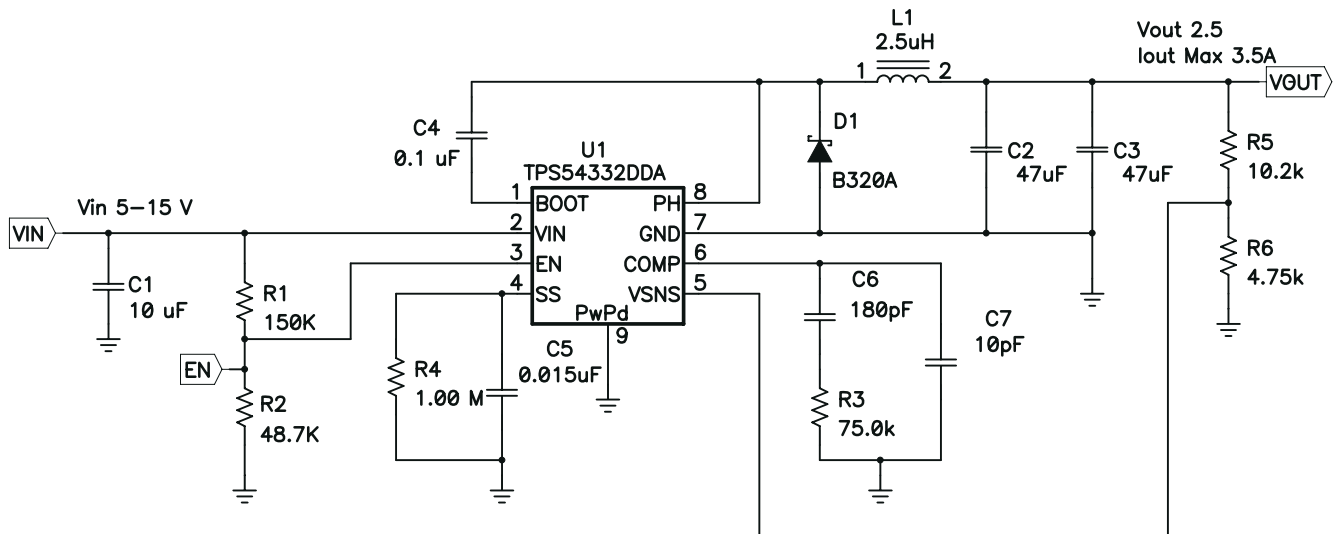 L1
2.5uH
1
2
Vout 2.5
Iout Max 3.5A
VOUT
C4
0.1 uF
U1
TPS54332DDA
D1
B320A
C2
47uF
C3
47uF
R5
10.2k
Vin 5-15 V
VIN
1
BOOT
PH
8
2
VIN
GND
7
3
EN
COMP
6
4
SS
VSNS
5
PwPd
9
C1
10 uF
R1
150K
EN
R2
48.7K
R4
1.00 M
C5
0.015uF
C6
180pF
R3
75.0k
C7
10pF
R6
4.75k